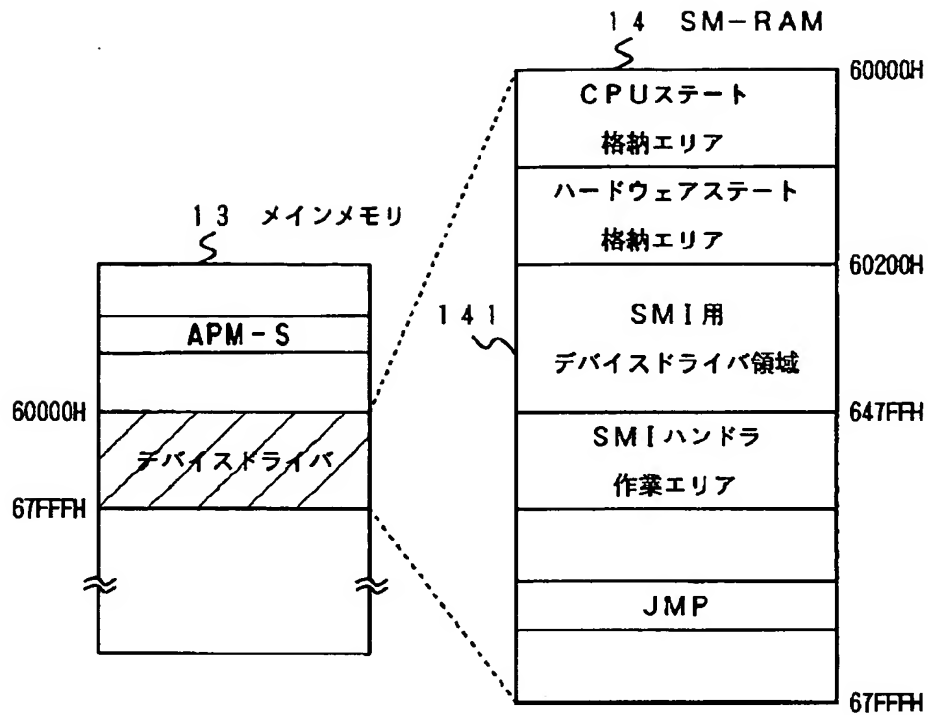 14 SM-RAM
60000H
CPUステート
格納エリア
ハードウェアステート
格納エリア
60200H
141
SMI用
デバイスドライバ領域
647FFH
SMIハンドラ
作業エリア
JMP
67FFFH
13 メインメモリ
APM-S
60000H
デバイスドライバ
67FFFH